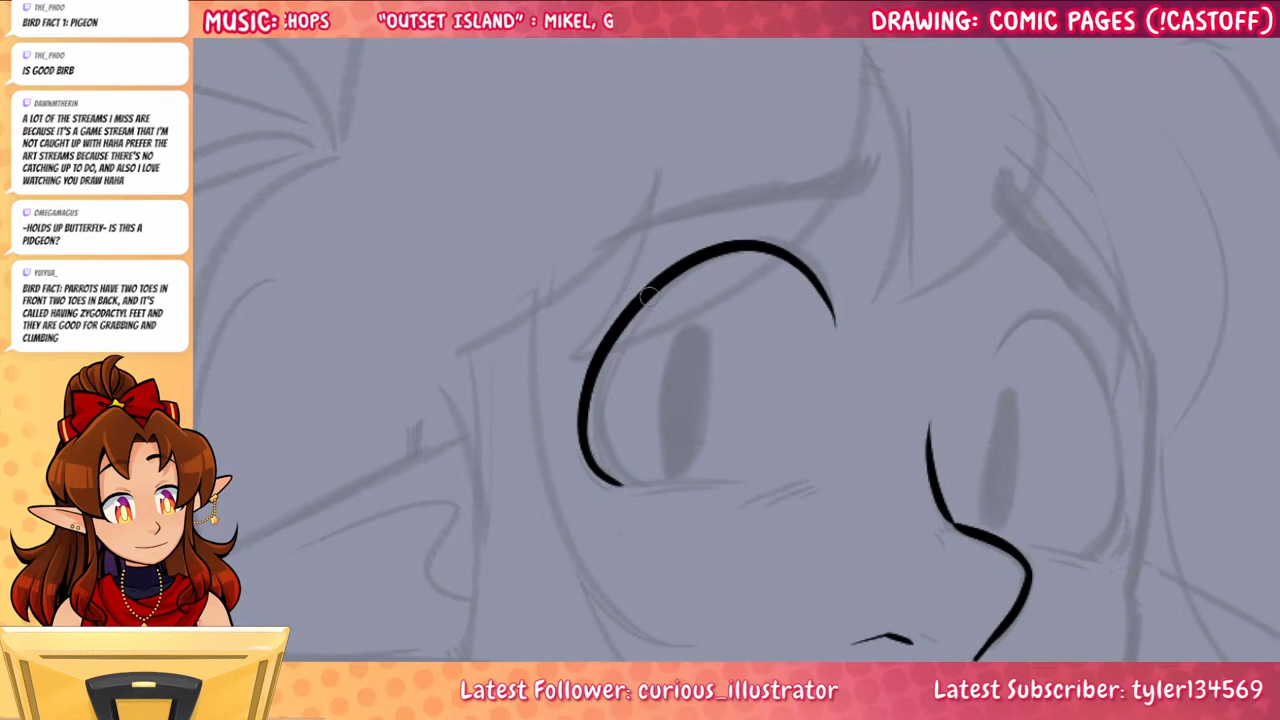 MUSIC: CHOPS "OUTSET ISLAND" : MIKEL, G
DRAWING: COMIC PAGES (!CASTOFF)
THE_PHDO
BIRD FACT 1: PIGEON
THE_PHDO
IS GOOD BIRB
DAWNMTHERIN
A LOT OF THE STREAMS I MISS ARE
BECAUSE IT'S A GAME STREAM THAT I'M
NOT CAUGHT UP WITH HAHA PREFER THE
ART STREAMS BECAUSE THERE'S NO
CATCHING UP TO DO, AND ALSO I LOVE
WATCHING YOU DRAW HAHA
OMEGAMAGUS
-HOLDS UP BUTTERFLY- IS THIS A
PIDGEON?
YUIYUA_
BIRD FACT: PARROTS HAVE TWO TOES IN
FRONT TWO TOES IN BACK, AND IT'S
CALLED HAVING ZYGODACTYL FEET AND
THEY ARE GOOD FOR GRABBING AND
CLIMBING
Latest Follower: curious_illustrator
Latest Subscriber: tyler134569